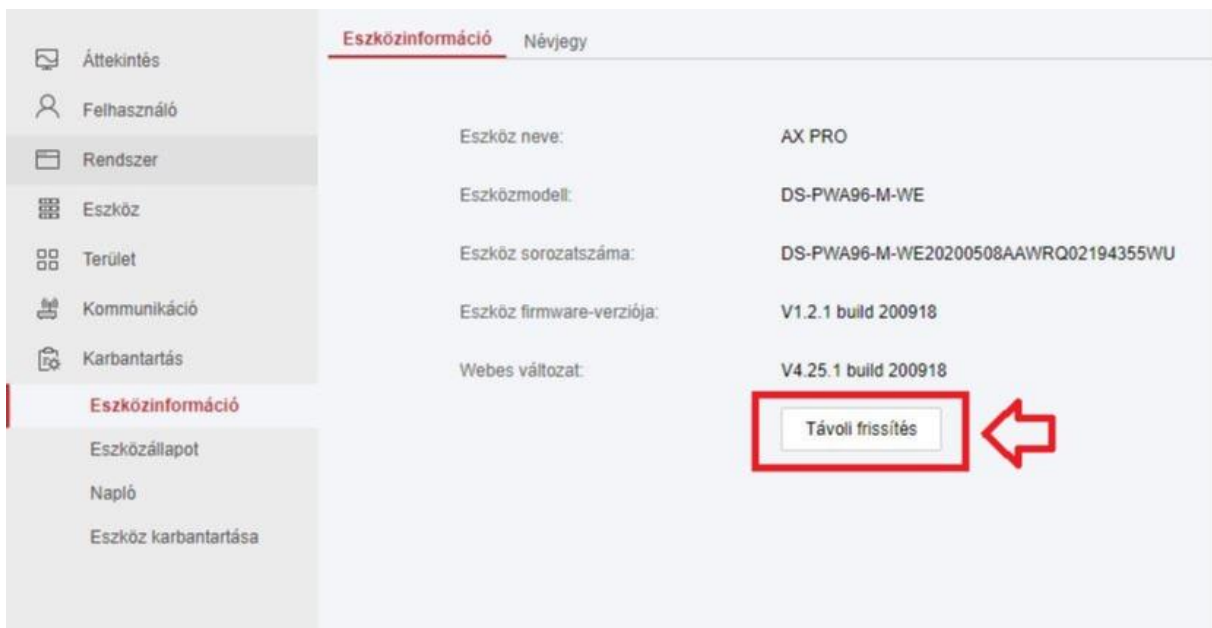 Eszközinformáció Névjegy
Áttekintés
Felhasználó
Rendszer
Eszköz
Terület
Kommunikáció
Karbantartás
Eszközinformáció
Eszközállapot
Napló
Eszköz karbantartása
Eszköz neve: AX PRO
Eszközmodell: DS-PWA96-M-WE
Eszköz sorozatszáma: DS-PWA96-M-WE20200508AAWRQ02194355WU
Eszköz firmware-verziója: V1.2.1 build 200918
Webes változat: V4.25.1 build 200918
Távoli frissítés